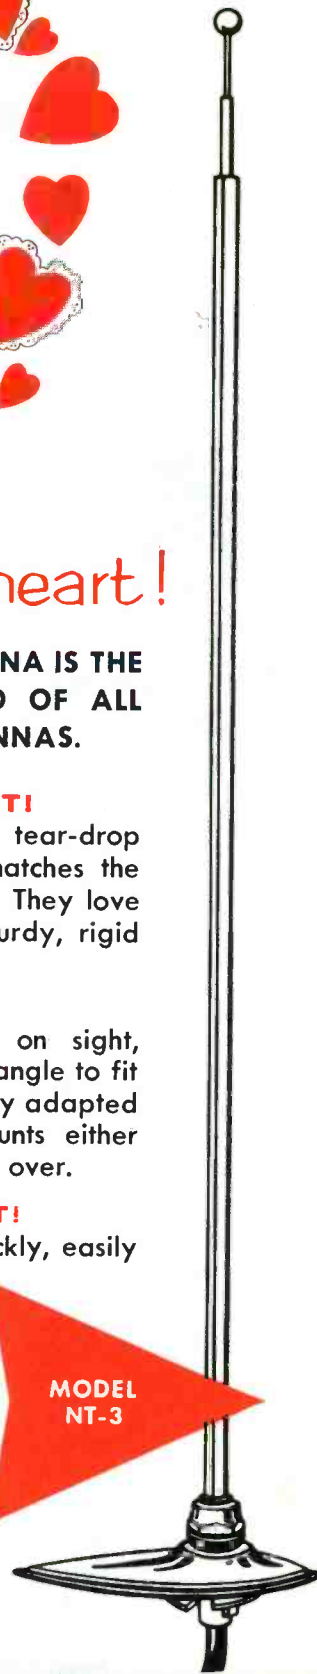 heart!
NA IS THE
OF ALL
NNAS.
T!
tear-drop
matches the
They love
urdy, rigid
on sight,
angle to fit
y adapted
unts either
over.
T!
ckly, easily
MODEL
NT-3